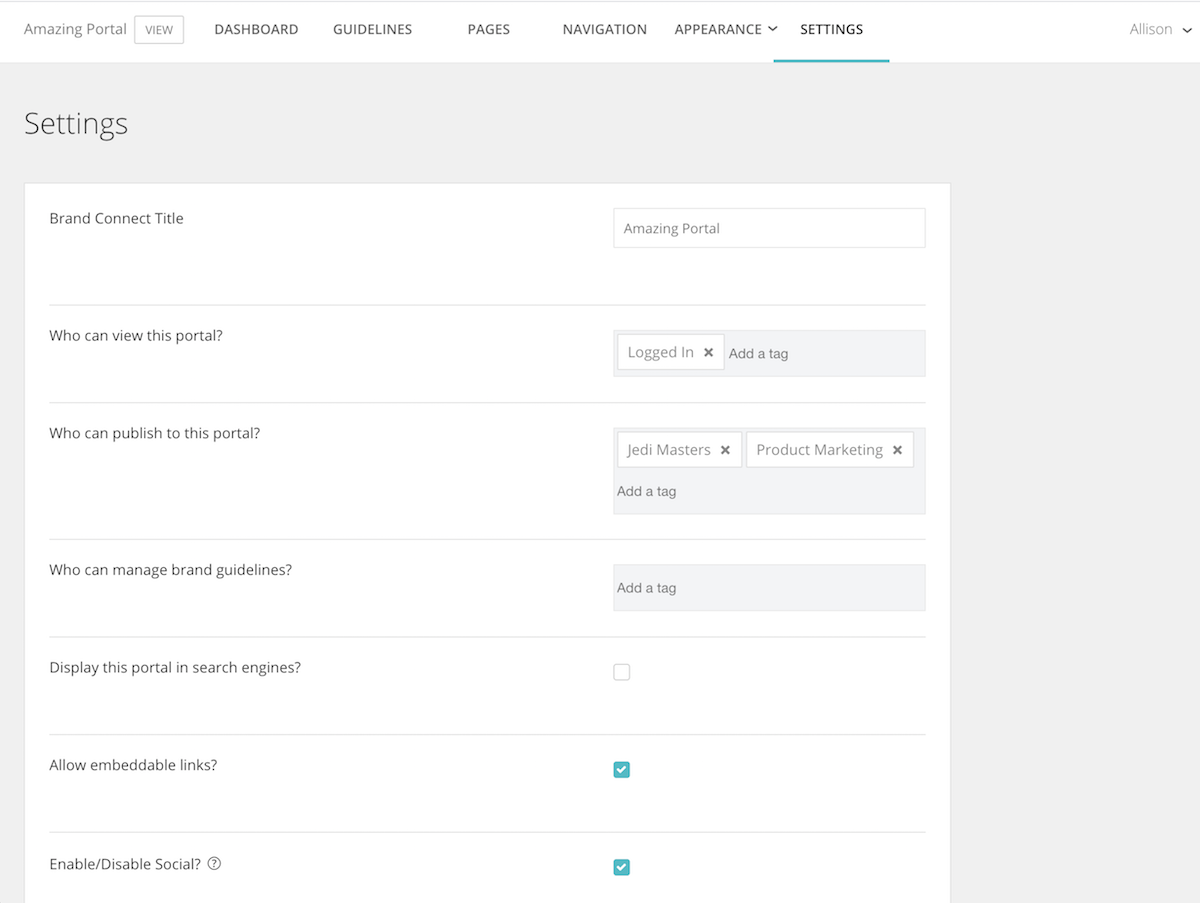 Amazing Portal VIEW DASHBOARD GUIDELINES PAGES NAVIGATION APPEARANCE SETTINGS Allison
Settings
Brand Connect Title
Amazing Portal
Who can view this portal?
Logged In × Add a tag
Who can publish to this portal?
Jedi Masters × Product Marketing ×
Add a tag
Who can manage brand guidelines?
Add a tag
Display this portal in search engines?
Allow embeddable links?
Enable/Disable Social? ?